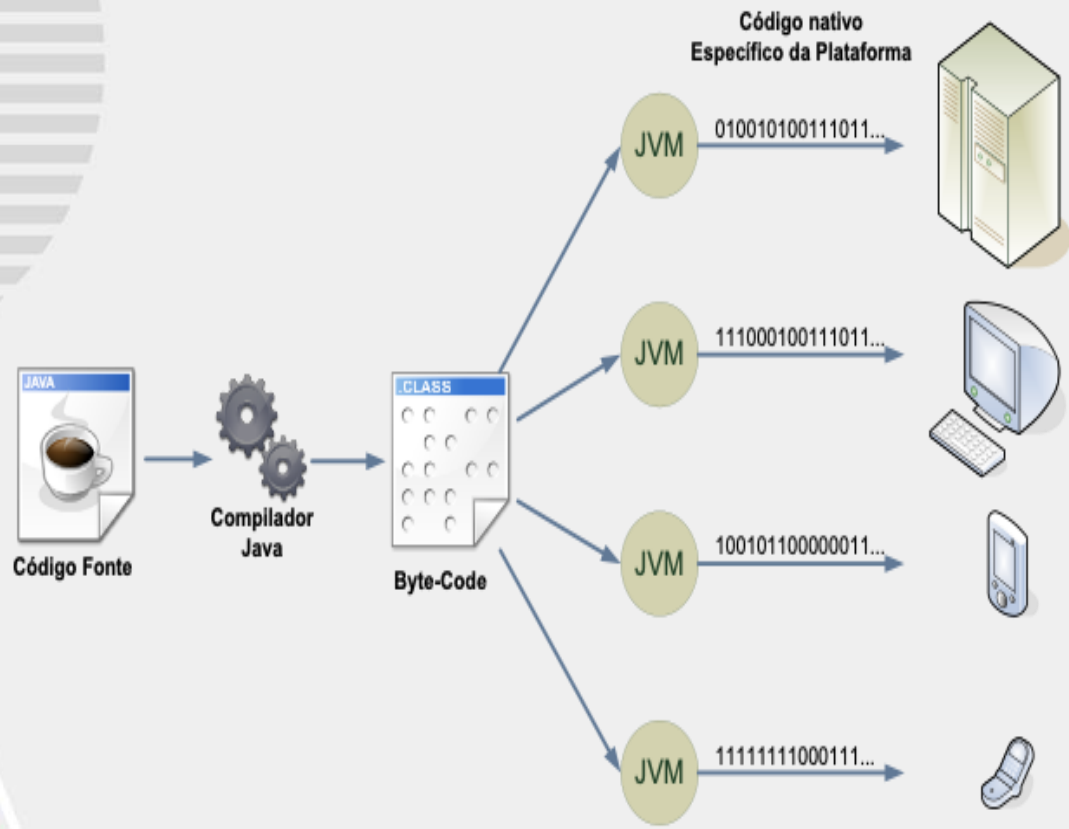 Código nativo
Específico da Plataforma
JVM
010010100111011...
JVM
111000100111011...
JAVA
.CLASS
Código Fonte
Compilador
Java
Byte-Code
JVM
100101100000011...
JVM
11111111000111...